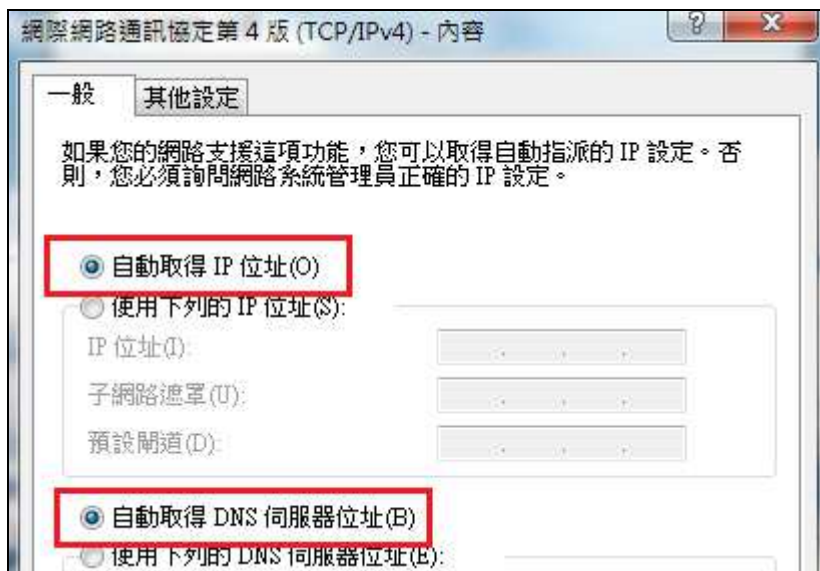 網際網路通訊協定第 4 版 (TCP/IPv4) - 內容
一般
其他設定
如果您的網路支援這項功能，您可以取得自動指派的 IP 設定。否
則，您必須詢問網路系統管理員正確的 IP 設定。
自動取得 IP 位址(O)
使用下列的 IP 位址(S):
IP 位址(I):
子網路遮罩(U):
預設閘道(D):
自動取得 DNS 伺服器位址(B)
使用下列的 DNS 伺服器位址(E):